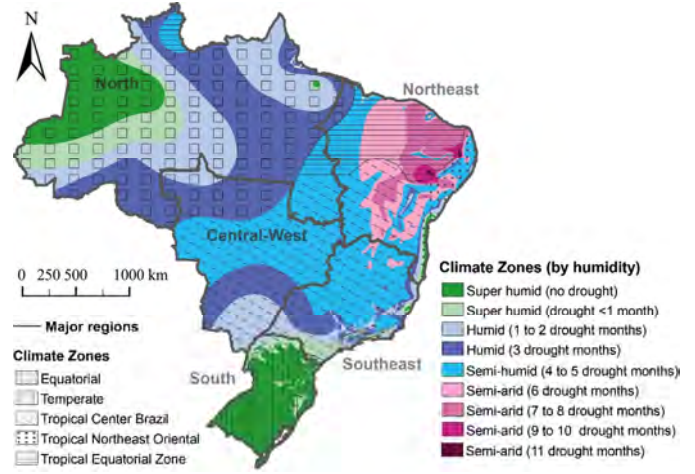 N
North
Northeast
Central-West
0 250 500 1000 km
Major regions
Southeast
South
Climate Zones
Equatorial
Temperate
Tropical Center Brazil
Tropical Northeast Oriental
Tropical Equatorial Zone
Climate Zones (by humidity)
Super humid (no drought)
Super humid (drought <1 month)
Humid (1 to 2 drought months)
Humid (3 drought months)
Semi-humid (4 to 5 drought months)
Semi-arid (6 drought months)
Semi-arid (7 to 8 drought months)
Semi-arid (9 to 10 drought months)
Semi-arid (11 drought months)